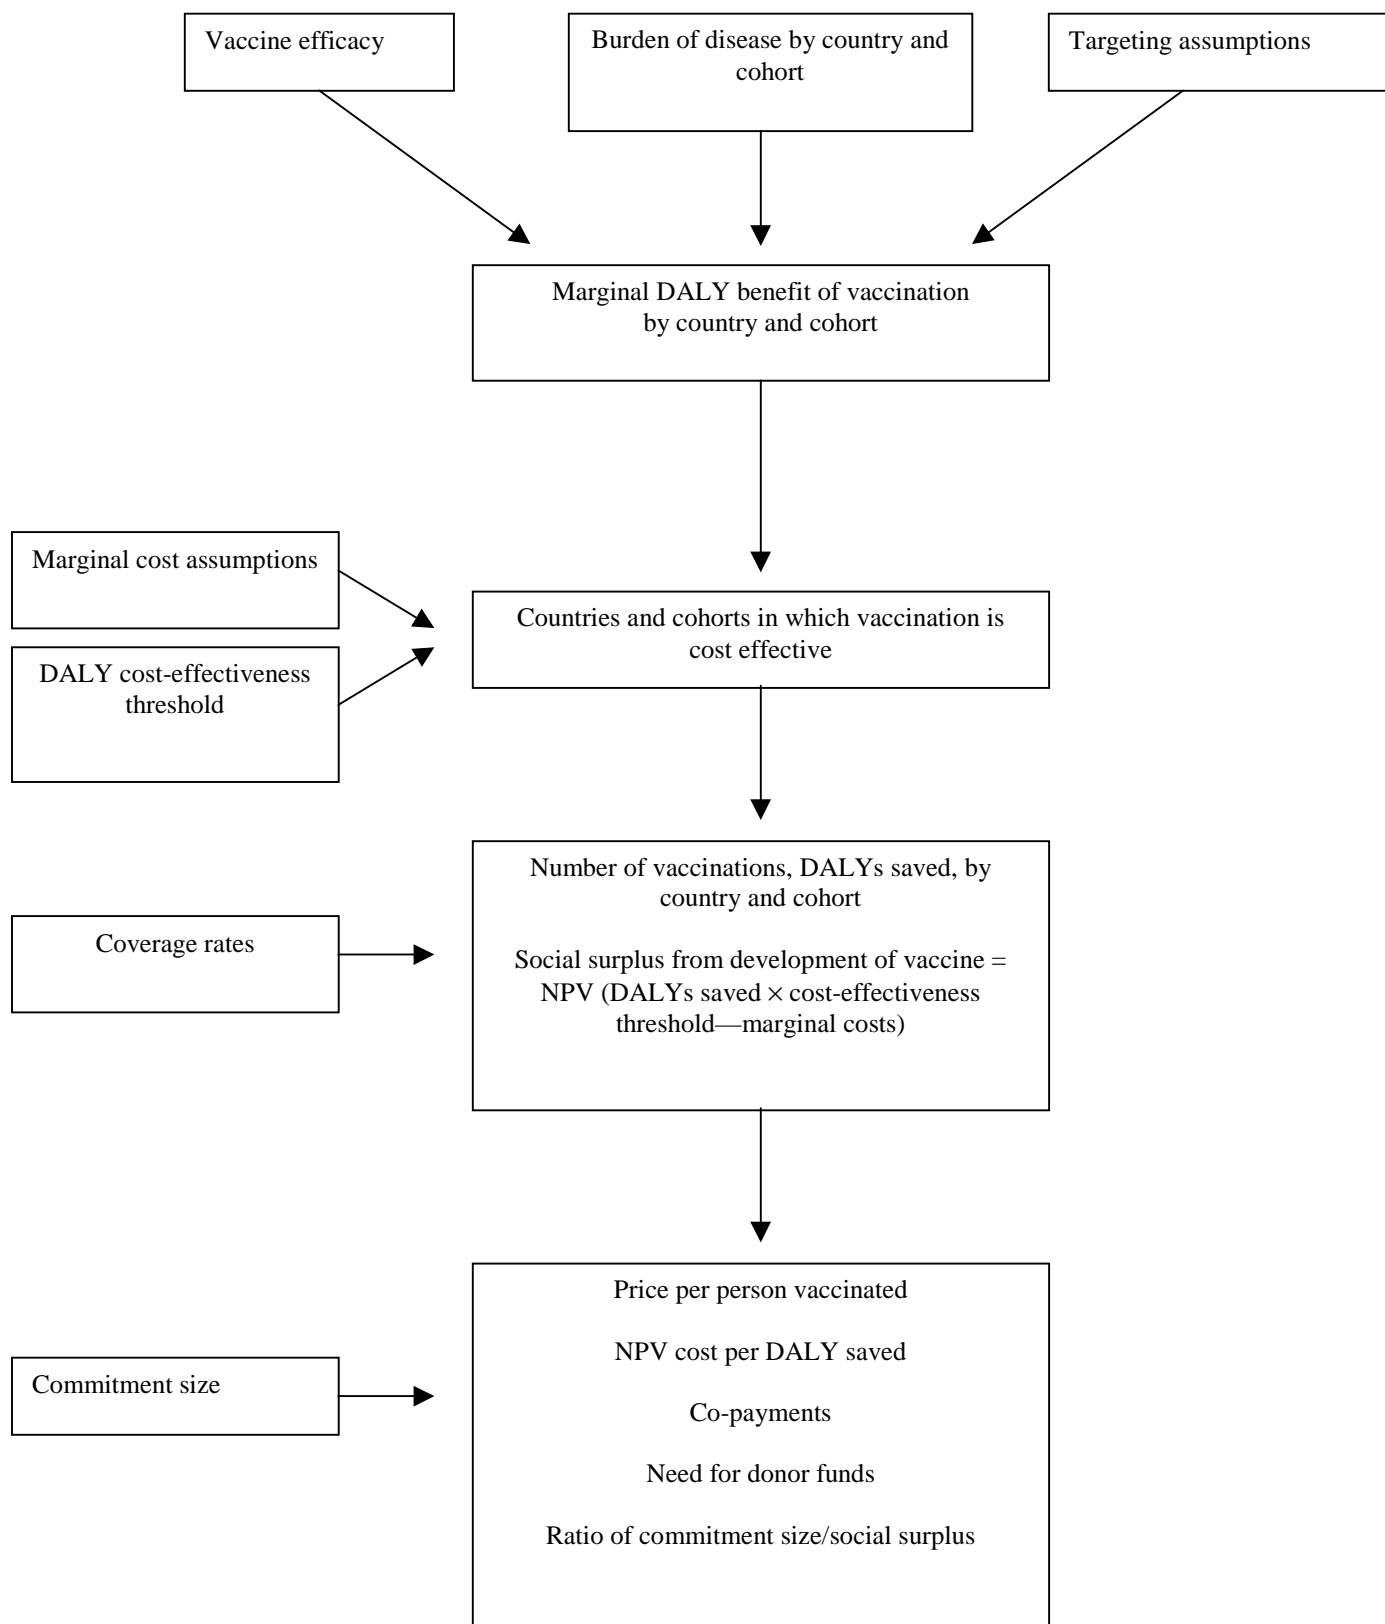 Vaccine efficacy
Burden of disease by country and
cohort
Targeting assumptions
Marginal DALY benefit of vaccination
by country and cohort
Marginal cost assumptions
DALY cost-effectiveness
threshold
Countries and cohorts in which vaccination is
cost effective
Coverage rates
Number of vaccinations, DALYs saved, by
country and cohort
Social surplus from development of vaccine =
NPV (DALYs saved × cost-effectiveness
threshold—marginal costs)
Commitment size
Price per person vaccinated
NPV cost per DALY saved
Co-payments
Need for donor funds
Ratio of commitment size/social surplus